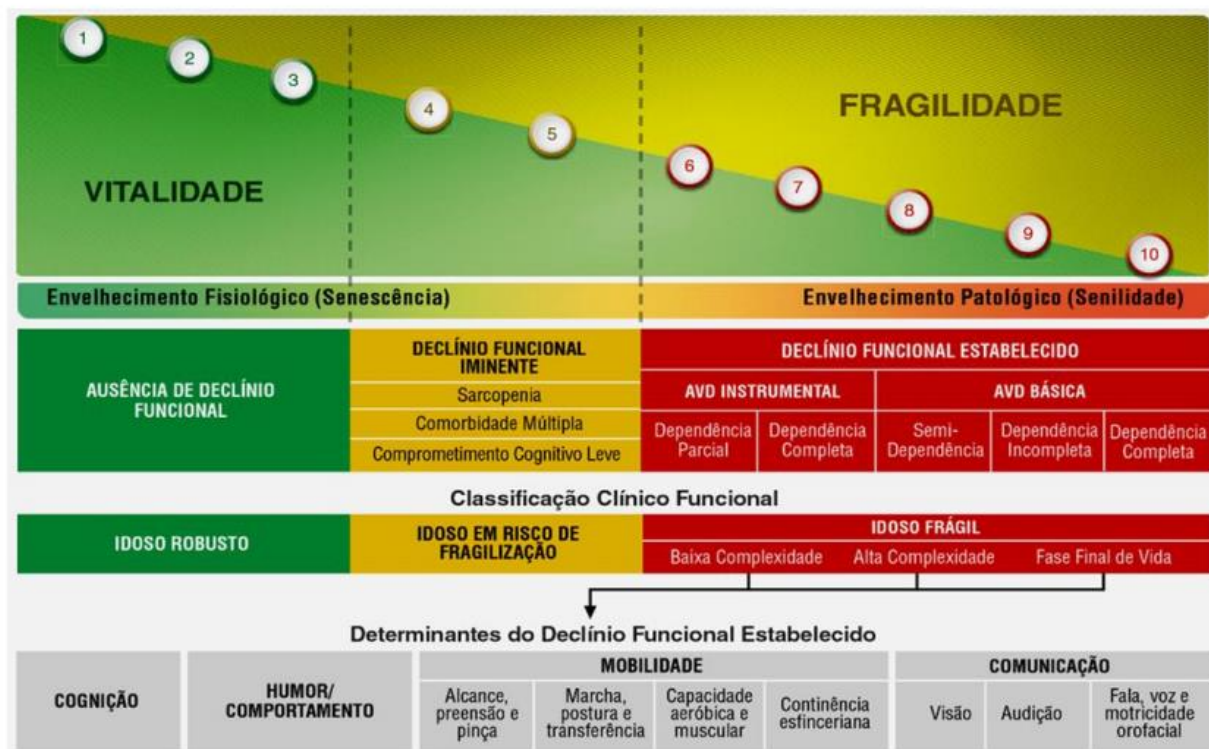 1
2
3
4
5
6
7
8
9
10
VITALIDADE
FRAGILIDADE
Envelhecimento Fisiológico (Senescência)
Envelhecimento Patológico (Senilidade)
AUSÊNCIA DE DECLÍNIO
FUNCIONAL
DECLÍNIO FUNCIONAL
IMINENTE
Sarcopenia
Comorbidade Múltipla
Comprometimento Cognitivo Leve
DECLÍNIO FUNCIONAL ESTABELECIDO
AVD INSTRUMENTAL
AVD BÁSICA
Dependência
Parcial
Dependência
Completa
Semi-
Dependência
Dependência
Incompleta
Dependência
Completa
Classificação Clínico Funcional
IDOSO ROBUSTO
IDOSO EM RISCO DE
FRAGILIZAÇÃO
IDOSO FRÁGIL
Baixa Complexidade
Alta Complexidade
Fase Final de Vida
Determinantes do Declínio Funcional Estabelecido
COGNIÇÃO
HUMOR/
COMPORTAMENTO
MOBILIDADE
Alcance,
preensão e
pinça
Marcha,
postura e
transferência
Capacidade
aeróbica e
muscular
Continência
esfinceriana
COMUNICAÇÃO
Visão
Audição
Fala, voz e
motricidade
orofacial